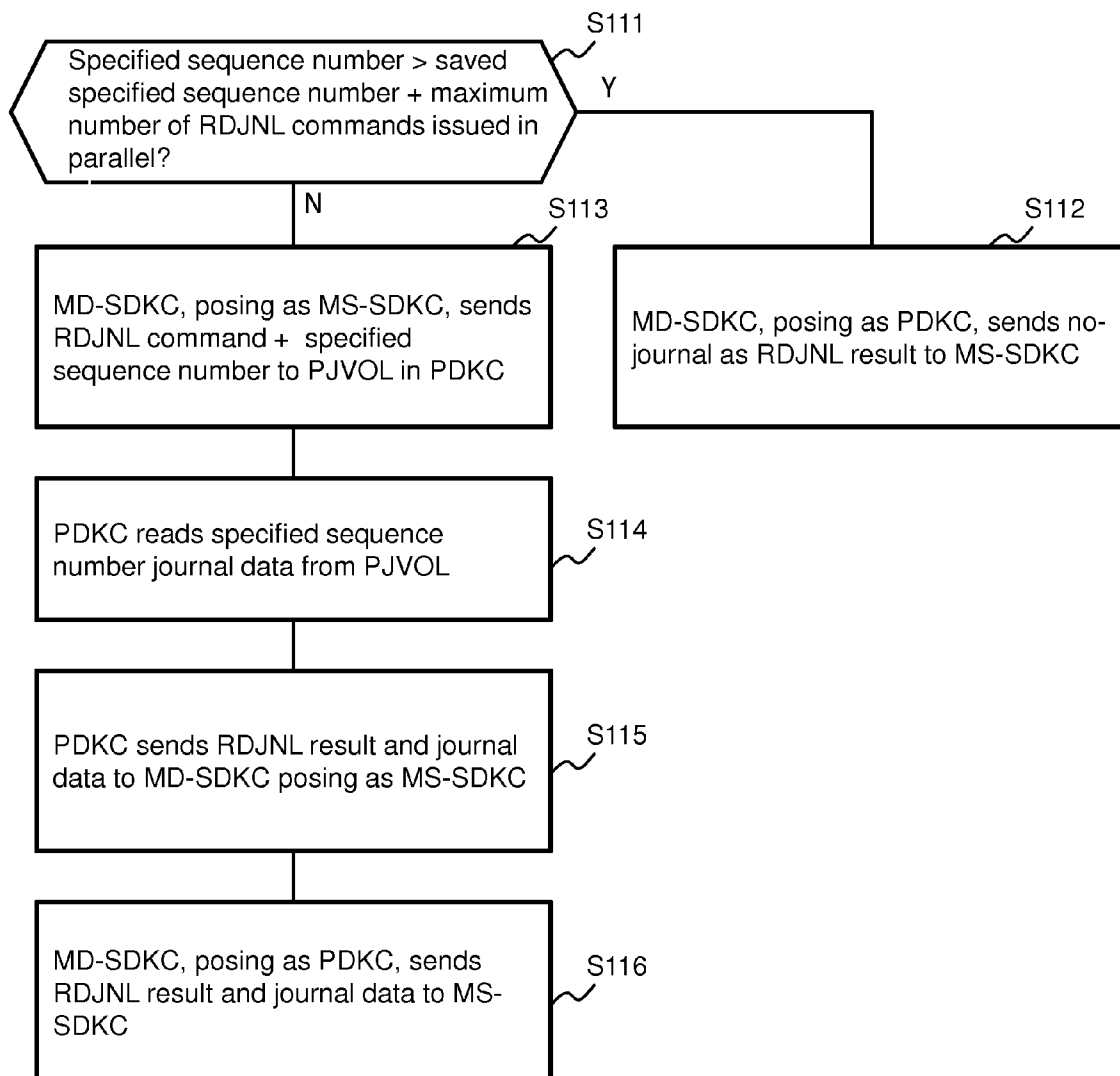 S111
Specified sequence number > saved
specified sequence number + maximum
number of RDJNL commands issued in
parallel?
Y
N
S113
S112
MD-SDKC, posing as MS-SDKC, sends
RDJNL command + specified
sequence number to PJVOL in PDKC
MD-SDKC, posing as PDKC, sends no-
journal as RDJNL result to MS-SDKC
PDKC reads specified sequence
number journal data from PJVOL
S114
PDKC sends RDJNL result and journal
data to MD-SDKC posing as MS-SDKC
S115
MD-SDKC, posing as PDKC, sends
RDJNL result and journal data to MS-
SDKC
S116